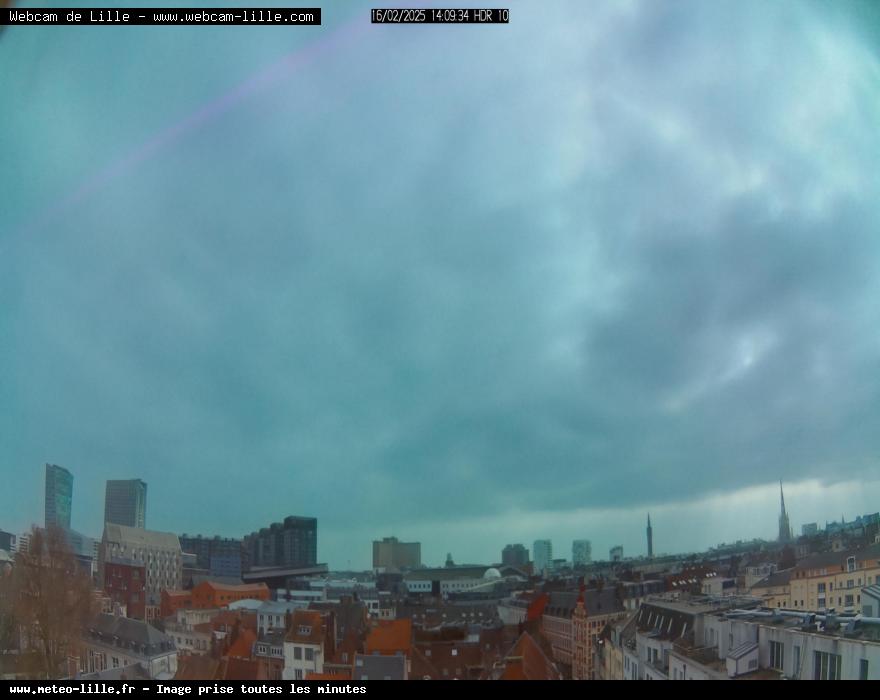 Webcam de Lille - www.webcam-lille.com
16/02/2025 14:09:34 HDR 10
www.meteo-lille.fr - Image prise toutes les minutes